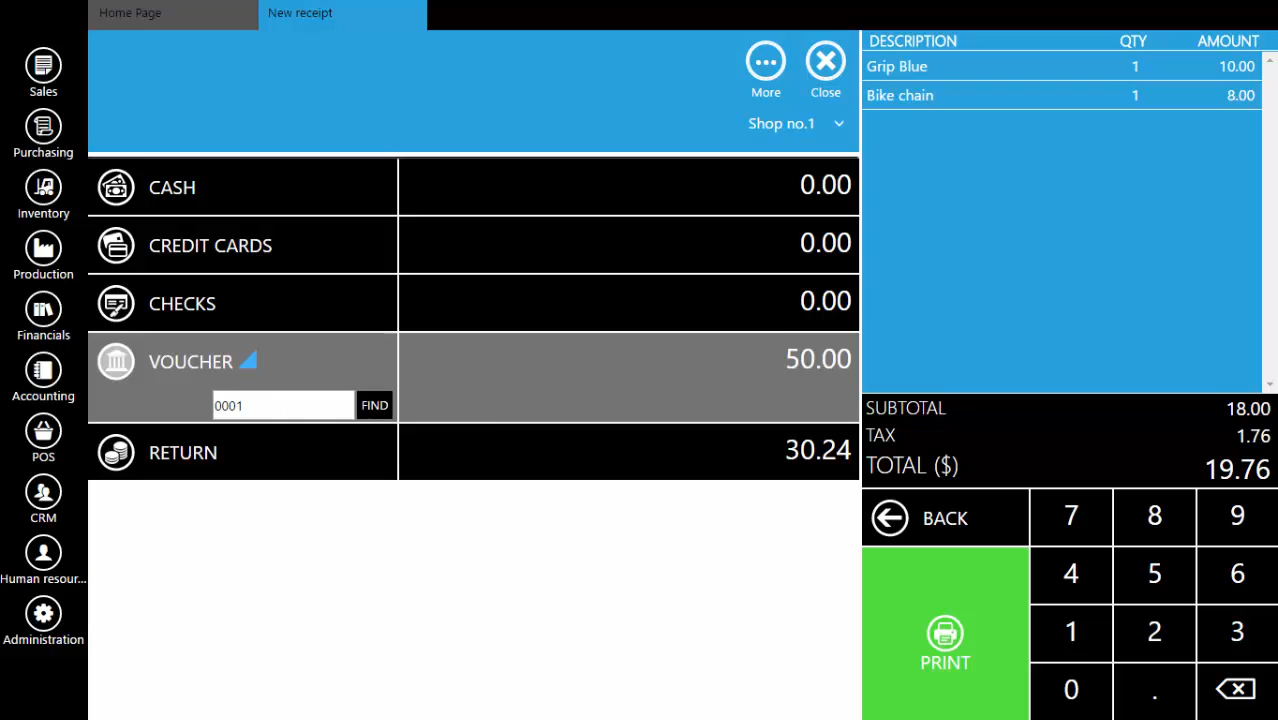 Home Page
New receipt
Sales
Purchasing
Inventory
Production
Financials
Accounting
POS
CRM
Human resour...
Administration
More
Close
Shop no.1
CASH 0.00
CREDIT CARDS 0.00
CHECKS 0.00
VOUCHER 50.00
0001 FIND
RETURN 30.24
DESCRIPTION QTY AMOUNT
Grip Blue 1 10.00
Bike chain 1 8.00
SUBTOTAL 18.00
TAX 1.76
TOTAL ($) 19.76
BACK
7 8 9
4 5 6
1 2 3
0 .
PRINT